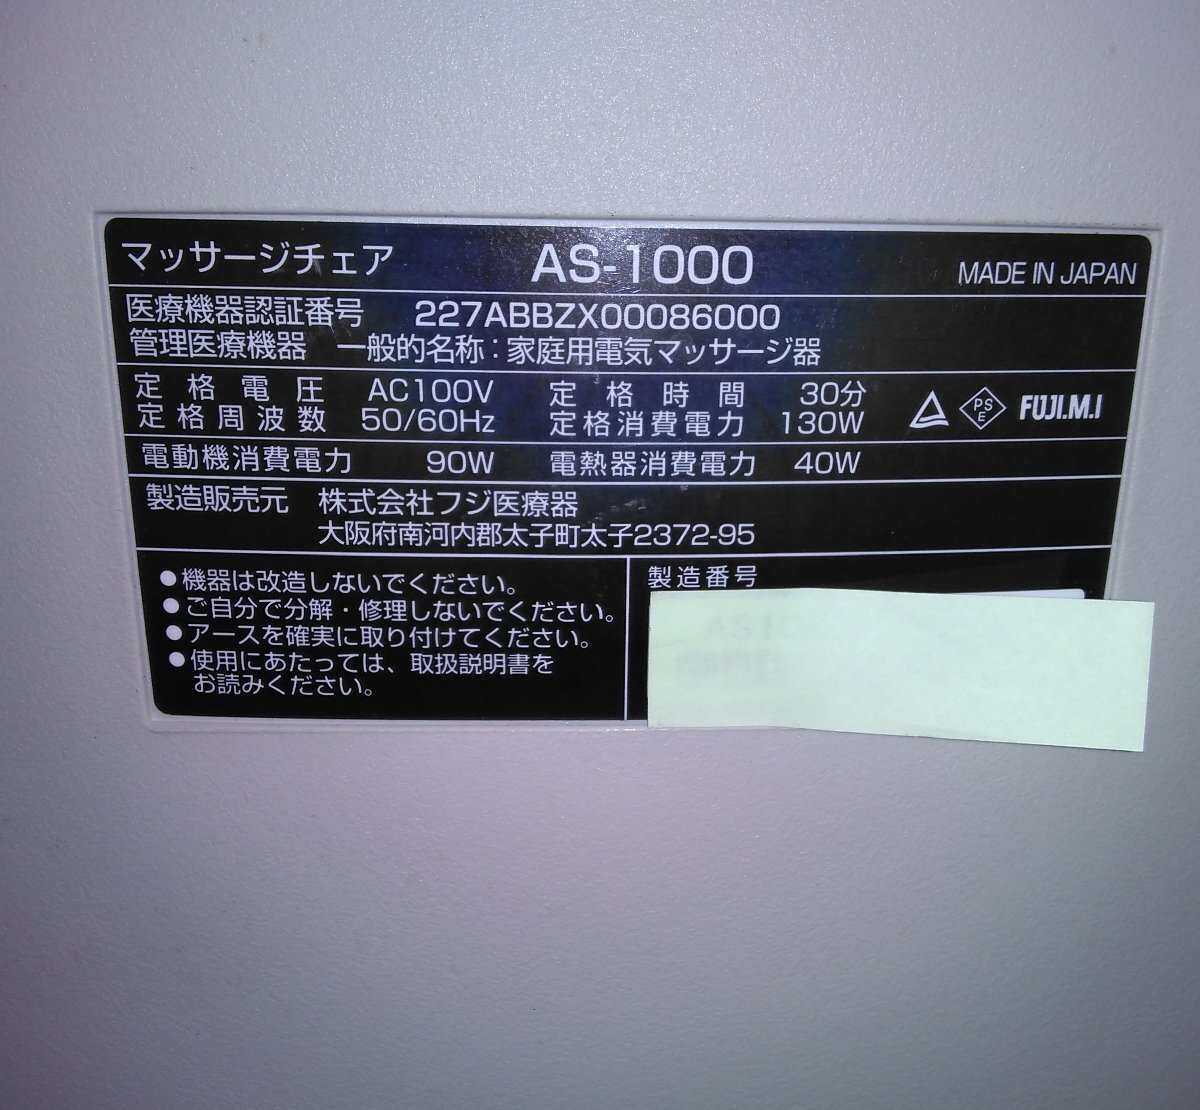 マッサージチェア AS-1000 MADE IN JAPAN
医療機器認証番号 227ABBZX00086000
管理医療機器 一般的名称：家庭用電気マッサージ器
定格電圧 AC100V 定格時間 30分
定格周波数 50/60Hz 定格消費電力 130W
PS
E
FUJI.M.I
電動機消費電力 90W 電熱器消費電力 40W
製造販売元 株式会社フジ医療器
大阪府南河内郡太子町太子2372-95
●機器は改造しないでください。
●ご自分で分解・修理しないでください。
●アースを確実に取り付けてください。
●使用にあたっては、取扱説明書を
お読みください。
製造番号